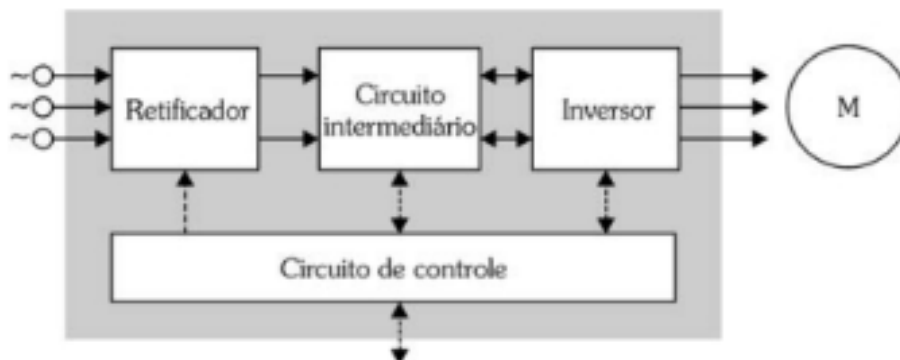 ~
~
~
Retificador
Circuito
intermediário
Inversor
M
Circuito de controle